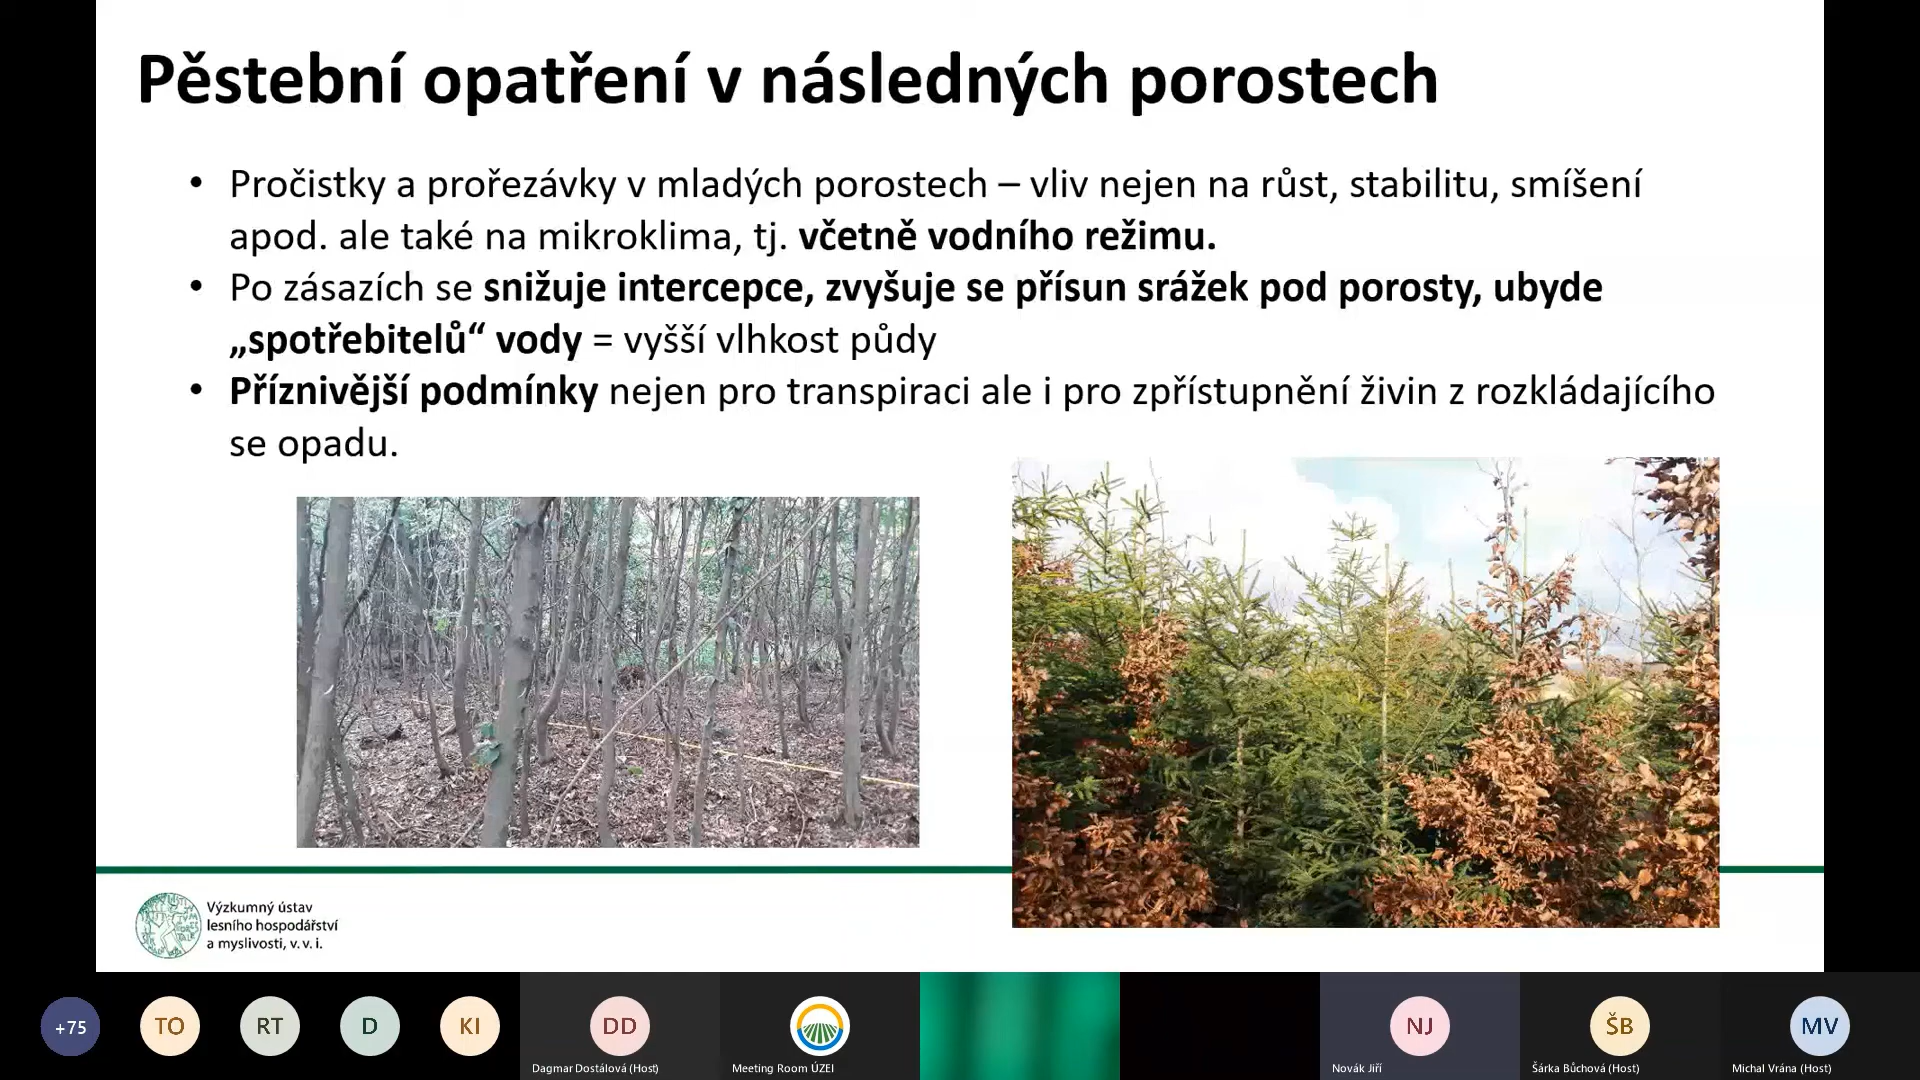 Pěstební opatření v následných porostech
• Pročistky a prořezávky v mladých porostech – vliv nejen na růst, stabilitu, smíšení
apod. ale také na mikroklima, tj. včetně vodního režimu.
• Po zásazích se snižuje intercepce, zvyšuje se přísun srážek pod porosty, ubyde
„spotřebitelů“ vody = vyšší vlhkost půdy
• Příznivější podmínky nejen pro transpiraci ale i pro zpřístupnění živin z rozkládajícího
se opadu.
Výzkumný ústav
lesního hospodářství
a myslivosti, v. v. i.
+75
TO
RT
D
KI
DD
NJ
ŠB
MV
Dagmar Dostálová (Host)
Meeting Room ÚZEI
Novák Jiří
Šárka Bůchová (Host)
Michal Vrána (Host)